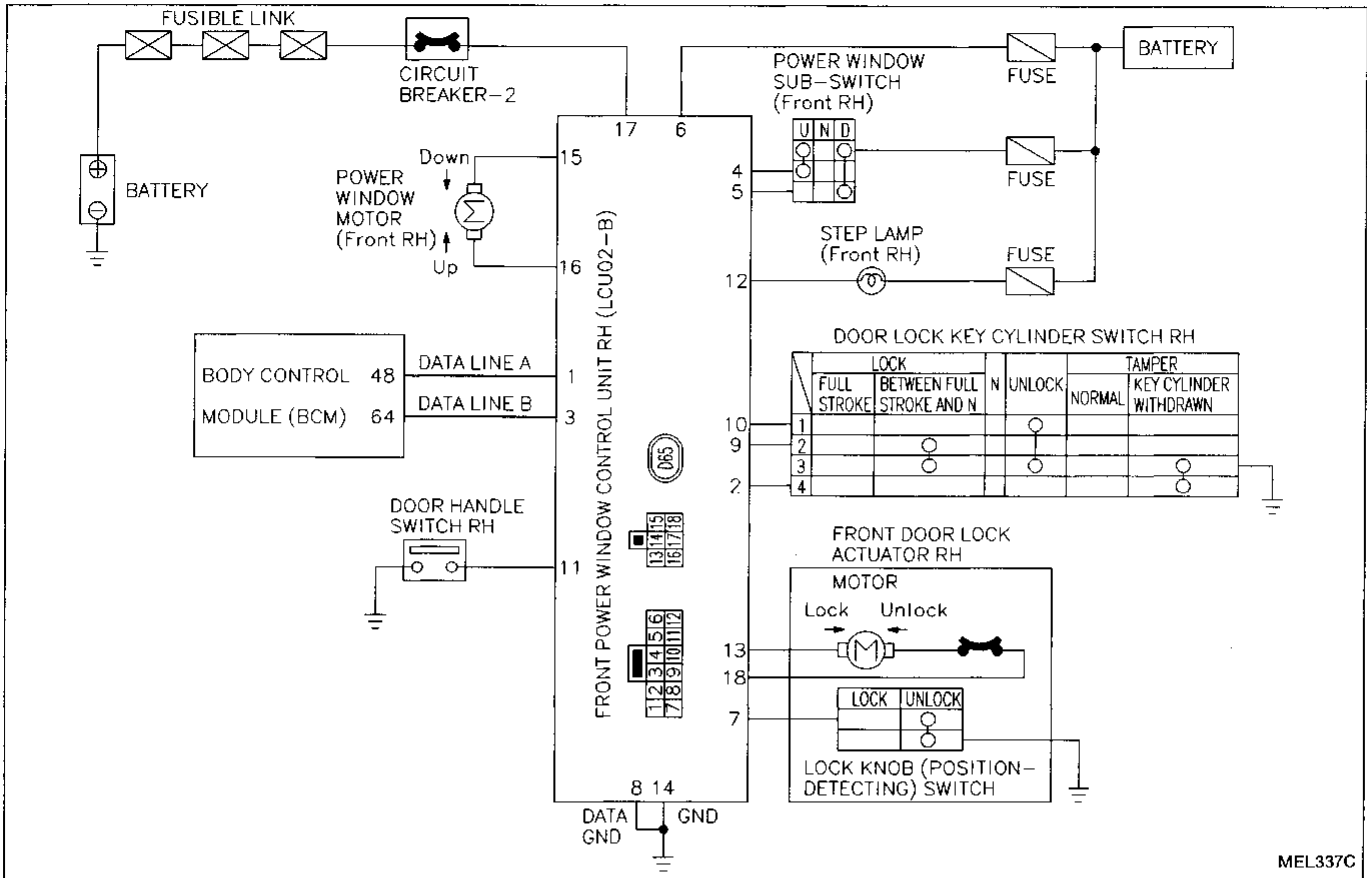 FUSIBLE LINK
CIRCUIT
BREAKER-2
BATTERY
POWER WINDOW
SUB-SWITCH
(Front RH)
U N D
FUSE
BATTERY
FUSE
17 6
15
Down
POWER
WINDOW
MOTOR
(Front RH)
Up
16
4
5
STEP LAMP
(Front RH)
FUSE
12
FRONT POWER WINDOW CONTROL UNIT RH (LCU02-B)
BODY CONTROL 48
MODULE (BCM) 64
DATA LINE A
DATA LINE B
1
3
DOOR LOCK KEY CYLINDER SWITCH RH
LOCK
FULL
STROKE
BETWEEN FULL
STROKE AND N
N
UNLOCK
TAMPER
NORMAL
KEY CYLINDER
WITHDRAWN
10 1
9 2
3
2 4
D65
DOOR HANDLE
SWITCH RH
11
13 14 15
16 17 18
1 2 3 4 5 6
7 8 9 10 11 12
FRONT DOOR LOCK
ACTUATOR RH
MOTOR
Lock Unlock
M
13
18
7
LOCK UNLOCK
LOCK KNOB (POSITION-
DETECTING) SWITCH
8 14
DATA
GND
GND
MEL337C